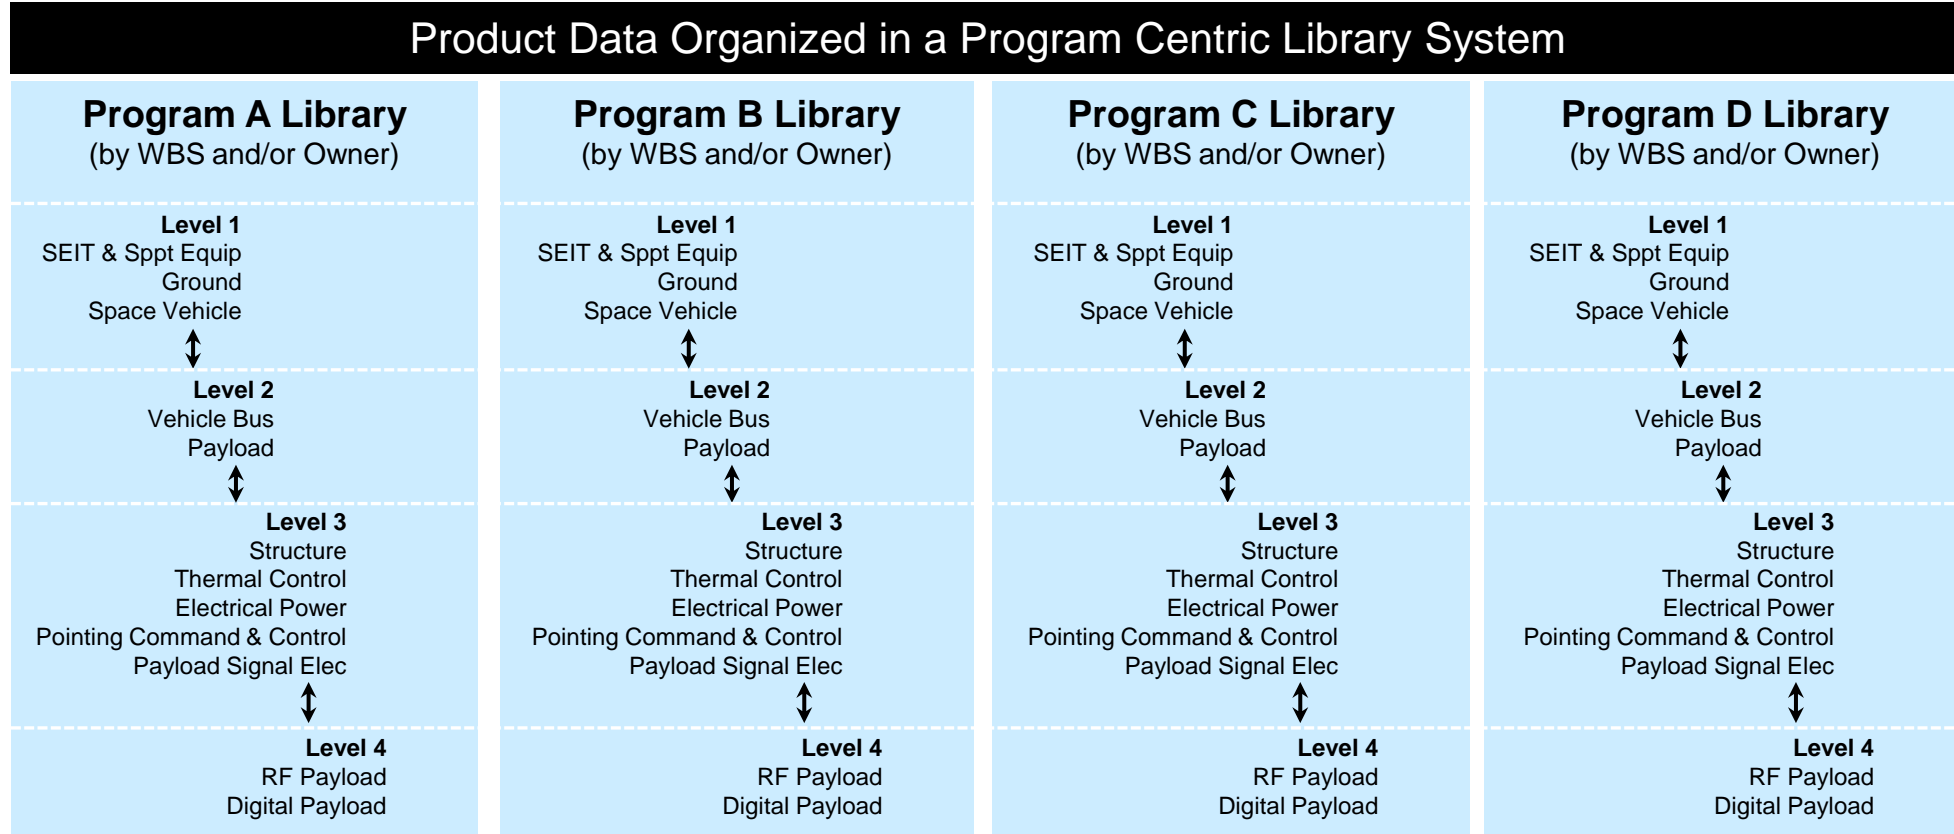 Product Data Organized in a Program Centric Library System
Program A Library
(by WBS and/or Owner)
Level 1
SEIT & Sppt Equip
Ground
Space Vehicle
Level 2
Vehicle Bus
Payload
Level 3
Structure
Thermal Control
Electrical Power
Pointing Command & Control
Payload Signal Elec
Level 4
RF Payload
Digital Payload
Program B Library
(by WBS and/or Owner)
Level 1
SEIT & Sppt Equip
Ground
Space Vehicle
Level 2
Vehicle Bus
Payload
Level 3
Structure
Thermal Control
Electrical Power
Pointing Command & Control
Payload Signal Elec
Level 4
RF Payload
Digital Payload
Program C Library
(by WBS and/or Owner)
Level 1
SEIT & Sppt Equip
Ground
Space Vehicle
Level 2
Vehicle Bus
Payload
Level 3
Structure
Thermal Control
Electrical Power
Pointing Command & Control
Payload Signal Elec
Level 4
RF Payload
Digital Payload
Program D Library
(by WBS and/or Owner)
Level 1
SEIT & Sppt Equip
Ground
Space Vehicle
Level 2
Vehicle Bus
Payload
Level 3
Structure
Thermal Control
Electrical Power
Pointing Command & Control
Payload Signal Elec
Level 4
RF Payload
Digital Payload